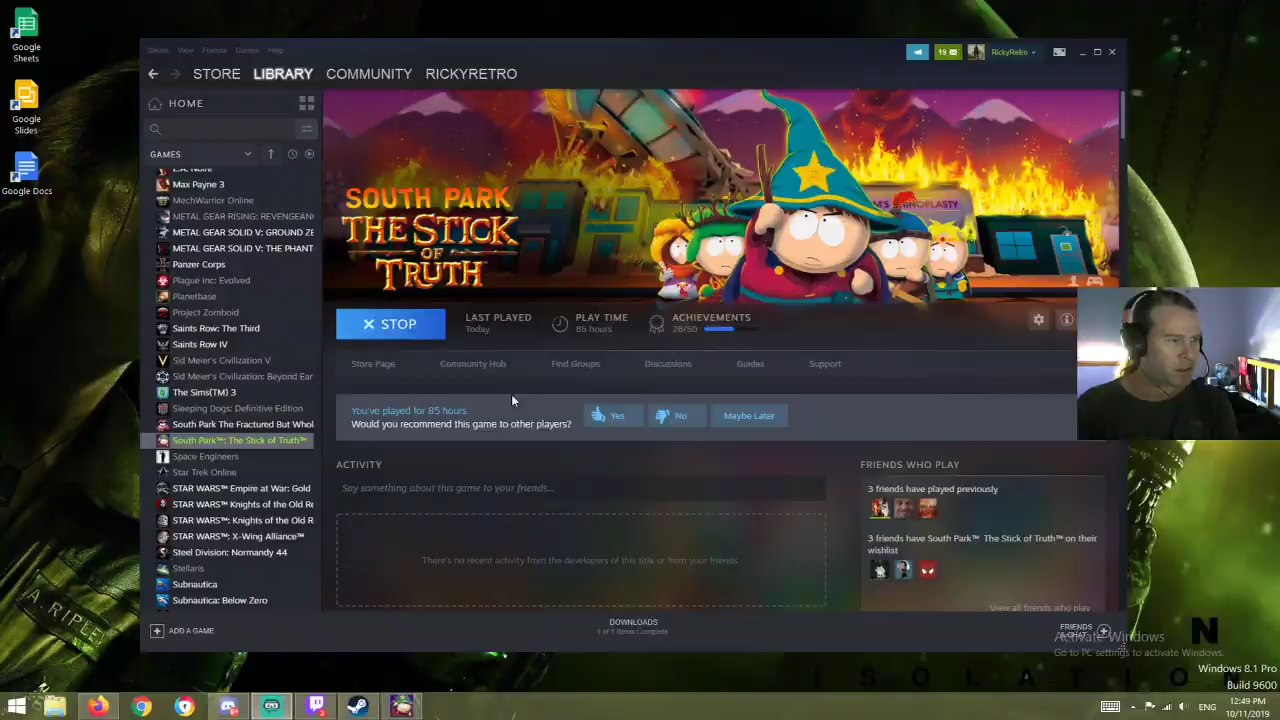 Google
Sheets
Google
Slides
Google Docs
View Friends Games Help
19
RickyRetro
STORE LIBRARY COMMUNITY RICKYRETRO
HOME
GAMES
L.A. Noire
Max Payne 3
MechWarrior Online
METAL GEAR RISING: REVENGEAN
METAL GEAR SOLID V: GROUND ZE
METAL GEAR SOLID V: THE PHANT
Panzer Corps
Plague Inc: Evolved
Planetbase
Project Zomboid
Saints Row: The Third
Saints Row IV
Sid Meier's Civilization V
Sid Meier's Civilization: Beyond Ear
The Sims(TM) 3
Sleeping Dogs: Definitive Edition
South Park The Fractured But Whol
South Park™: The Stick of Truth™
Space Engineers
Star Trek Online
STAR WARS™ Empire at War: Gold
STAR WARS™: Knights of the Old Re
STAR WARS™: Knights of the Old R
STAR WARS™: X-Wing Alliance™
Steel Division: Normandy 44
Stellaris
Subnautica
Subnautica: Below Zero
ADD A GAME
SOUTH PARK
THE STICK
OF
TRUTH
STOP
LAST PLAYED
Today
PLAY TIME
85 hours
ACHIEVEMENTS
28/50
Store Page Community Hub Find Groups Discussions Guides Support
You've played for 85 hours
Would you recommend this game to other players?
Yes No Maybe Later
ACTIVITY
Say something about this game to your friends...
There's no recent activity from the developers of this title or from your friends.
FRIENDS WHO PLAY
3 friends have played previously
3 friends have South Park™ The Stick of Truth™ on their
wishlist
View all friends who play
DOWNLOADS
1 of 1 Items Complete
FRIENDS
& CHAT
Activate Windows
Go to PC settings to activate Windows.
Windows 8.1 Pro
Build 9600
A. RIPLEY
ISOLATION
ENG
12:49 PM
10/11/2019